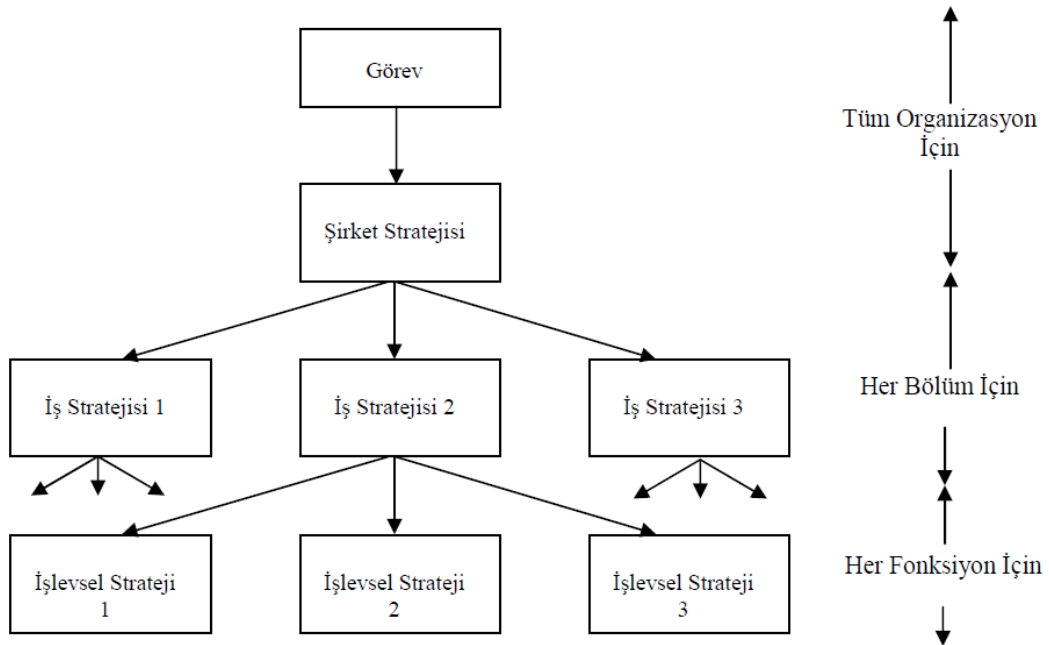 Görev
Tüm Organizasyon
İçin
Şirket Stratejisi
İş Stratejisi 1
İş Stratejisi 2
İş Stratejisi 3
Her Bölüm İçin
İşlevsel Strateji
1
İşlevsel Strateji
2
İşlevsel Strateji
3
Her Fonksiyon İçin